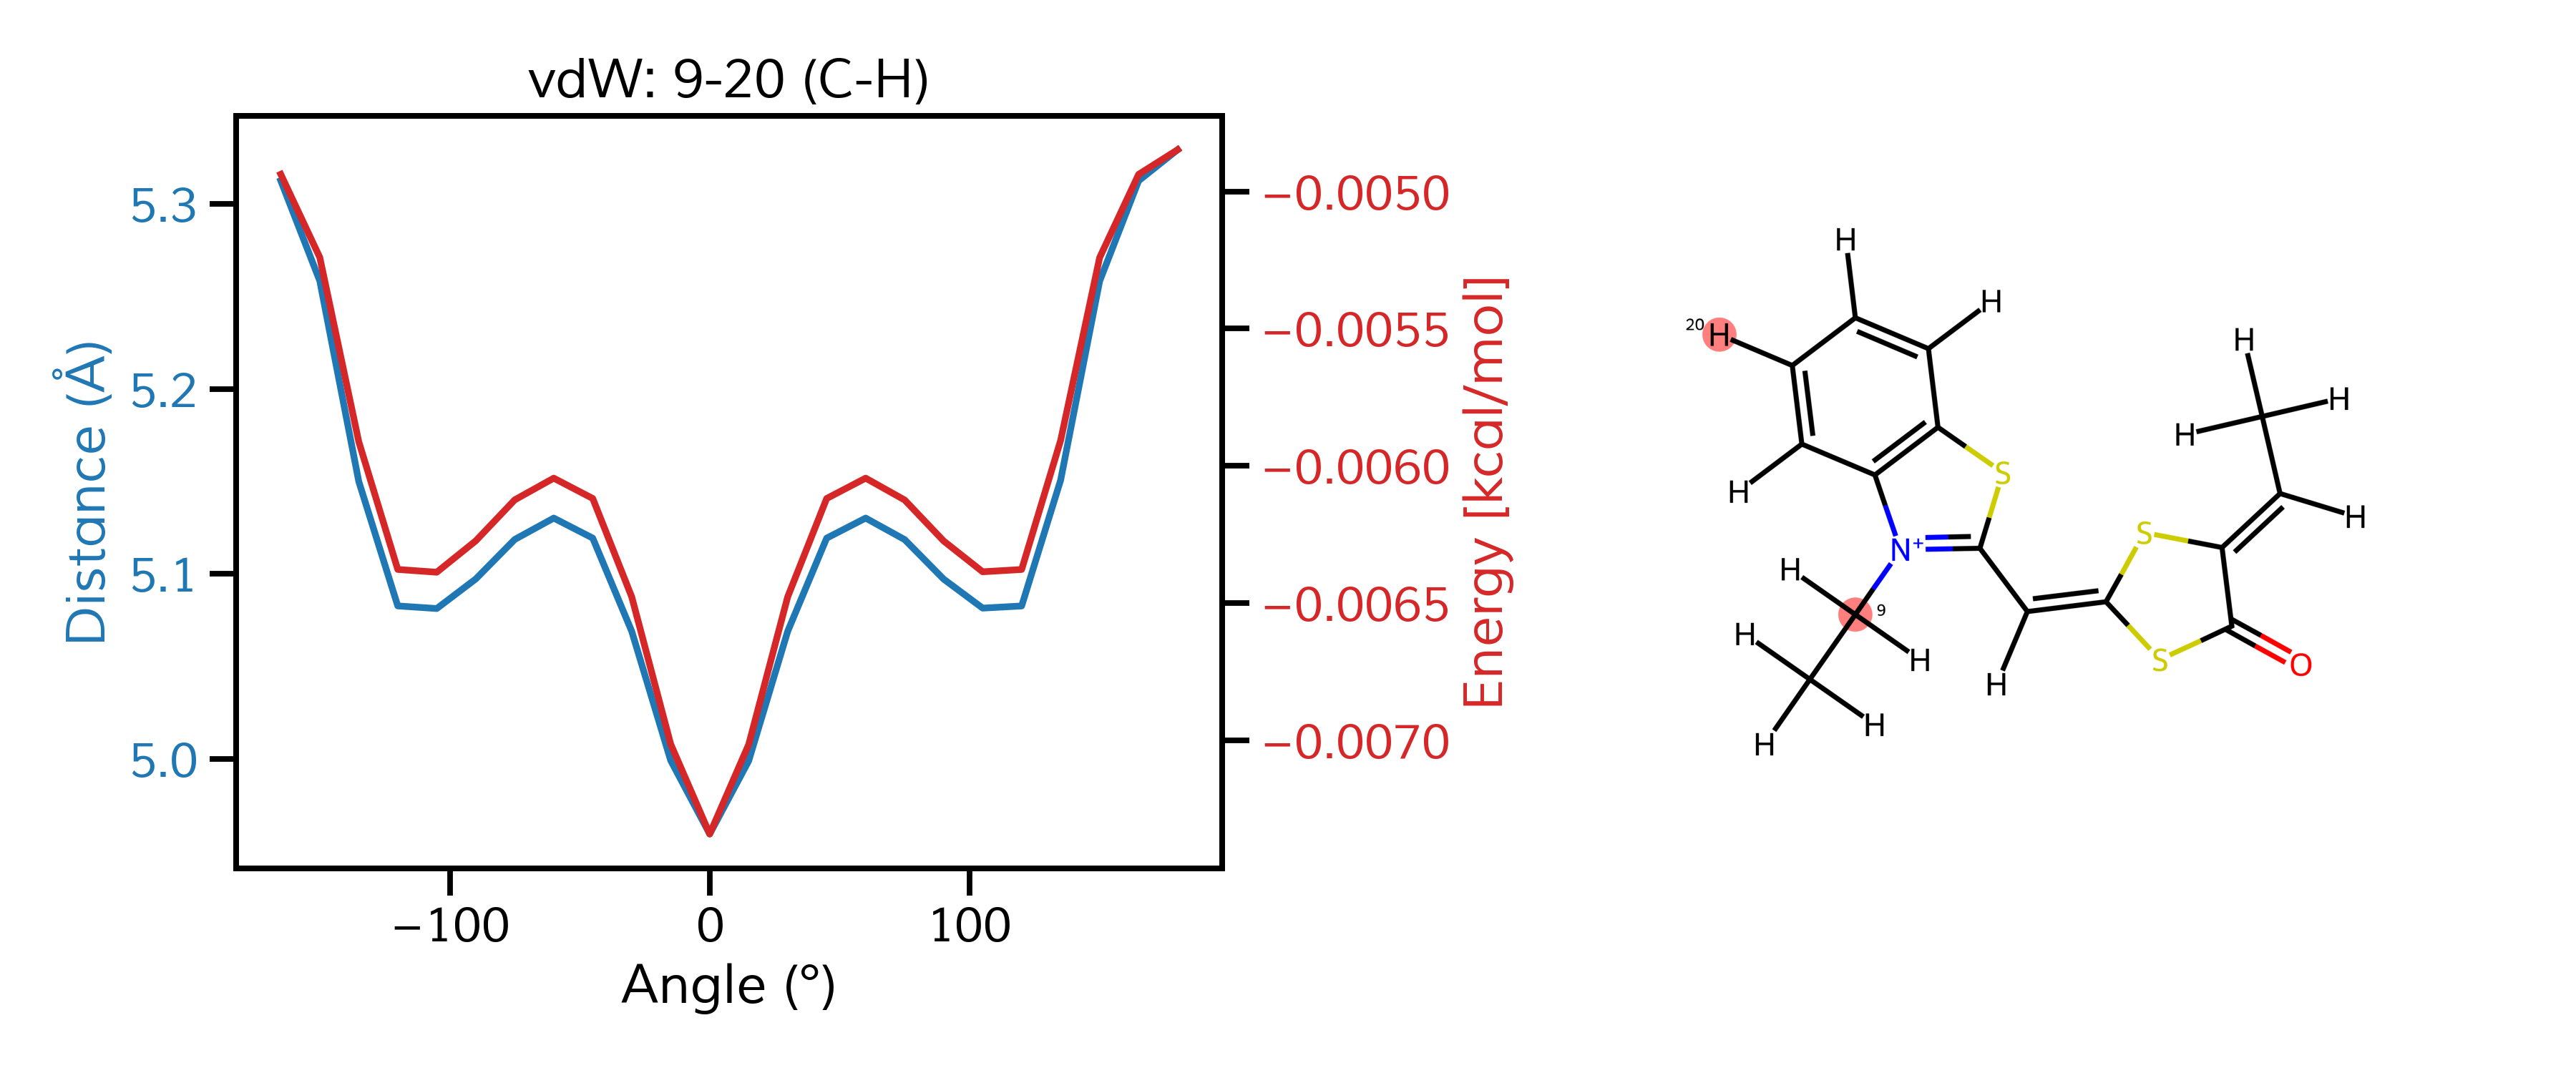 vdW: 9-20 (C-H)
Distance (Å)
5.3
5.2
5.1
5.0
−100
0
100
Angle (°)
−0.0050
−0.0055
−0.0060
−0.0065
−0.0070
Energy [kcal/mol]
H
H
20
H
H
H
H
H
S
H
H
S
N⁺
H
9
H
H
S
O
H
H
H